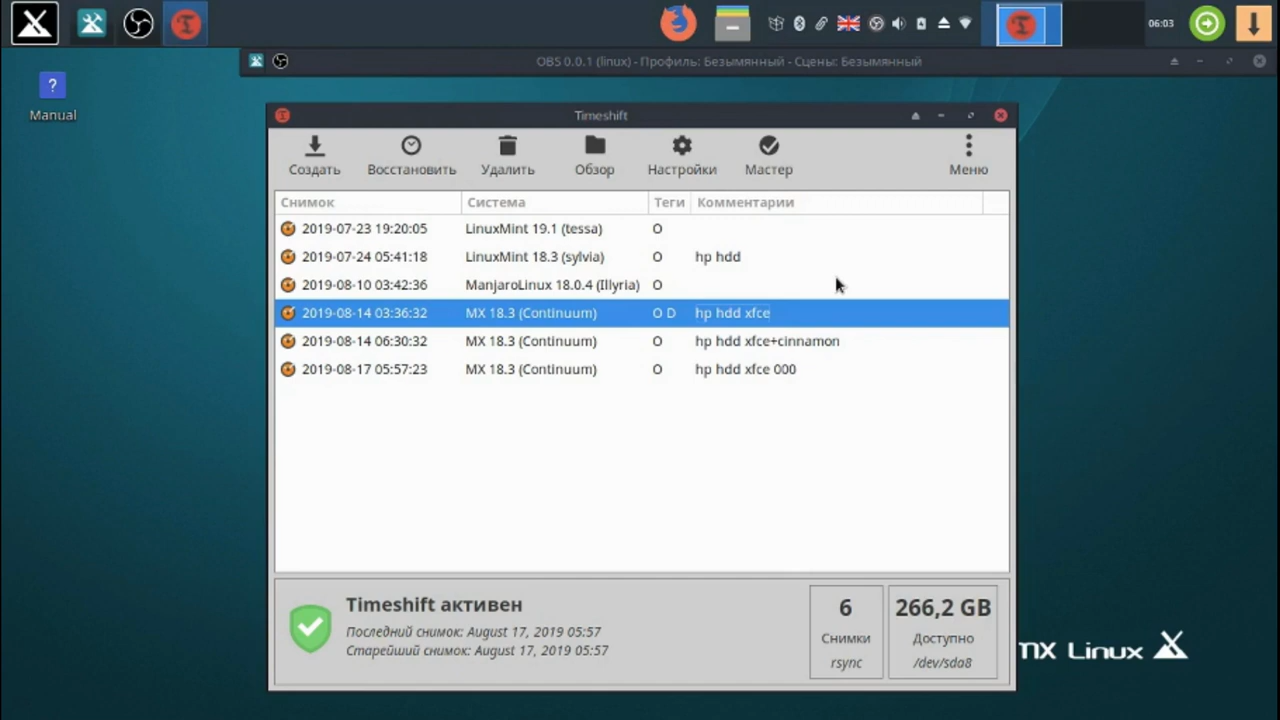 06:03
OBS 0.0.1 (linux) - Профиль: Безымянный - Сцены: Безымянный
?
Manual
Timeshift
Создать Восстановить Удалить Обзор Настройки Мастер Меню
Снимок Система Теги Комментарии
2019-07-23 19:20:05 LinuxMint 19.1 (tessa) O
2019-07-24 05:41:18 LinuxMint 18.3 (sylvia) O hp hdd
2019-08-10 03:42:36 ManjaroLinux 18.0.4 (Illyria) O
2019-08-14 03:36:32 MX 18.3 (Continuum) O D hp hdd xfce
2019-08-14 06:30:32 MX 18.3 (Continuum) O hp hdd xfce+cinnamon
2019-08-17 05:57:23 MX 18.3 (Continuum) O hp hdd xfce 000
Timeshift активен
Последний снимок: August 17, 2019 05:57
Старейший снимок: August 17, 2019 05:57
6
Снимки
rsync
266,2 GB
Доступно
/dev/sda8
MX Linux